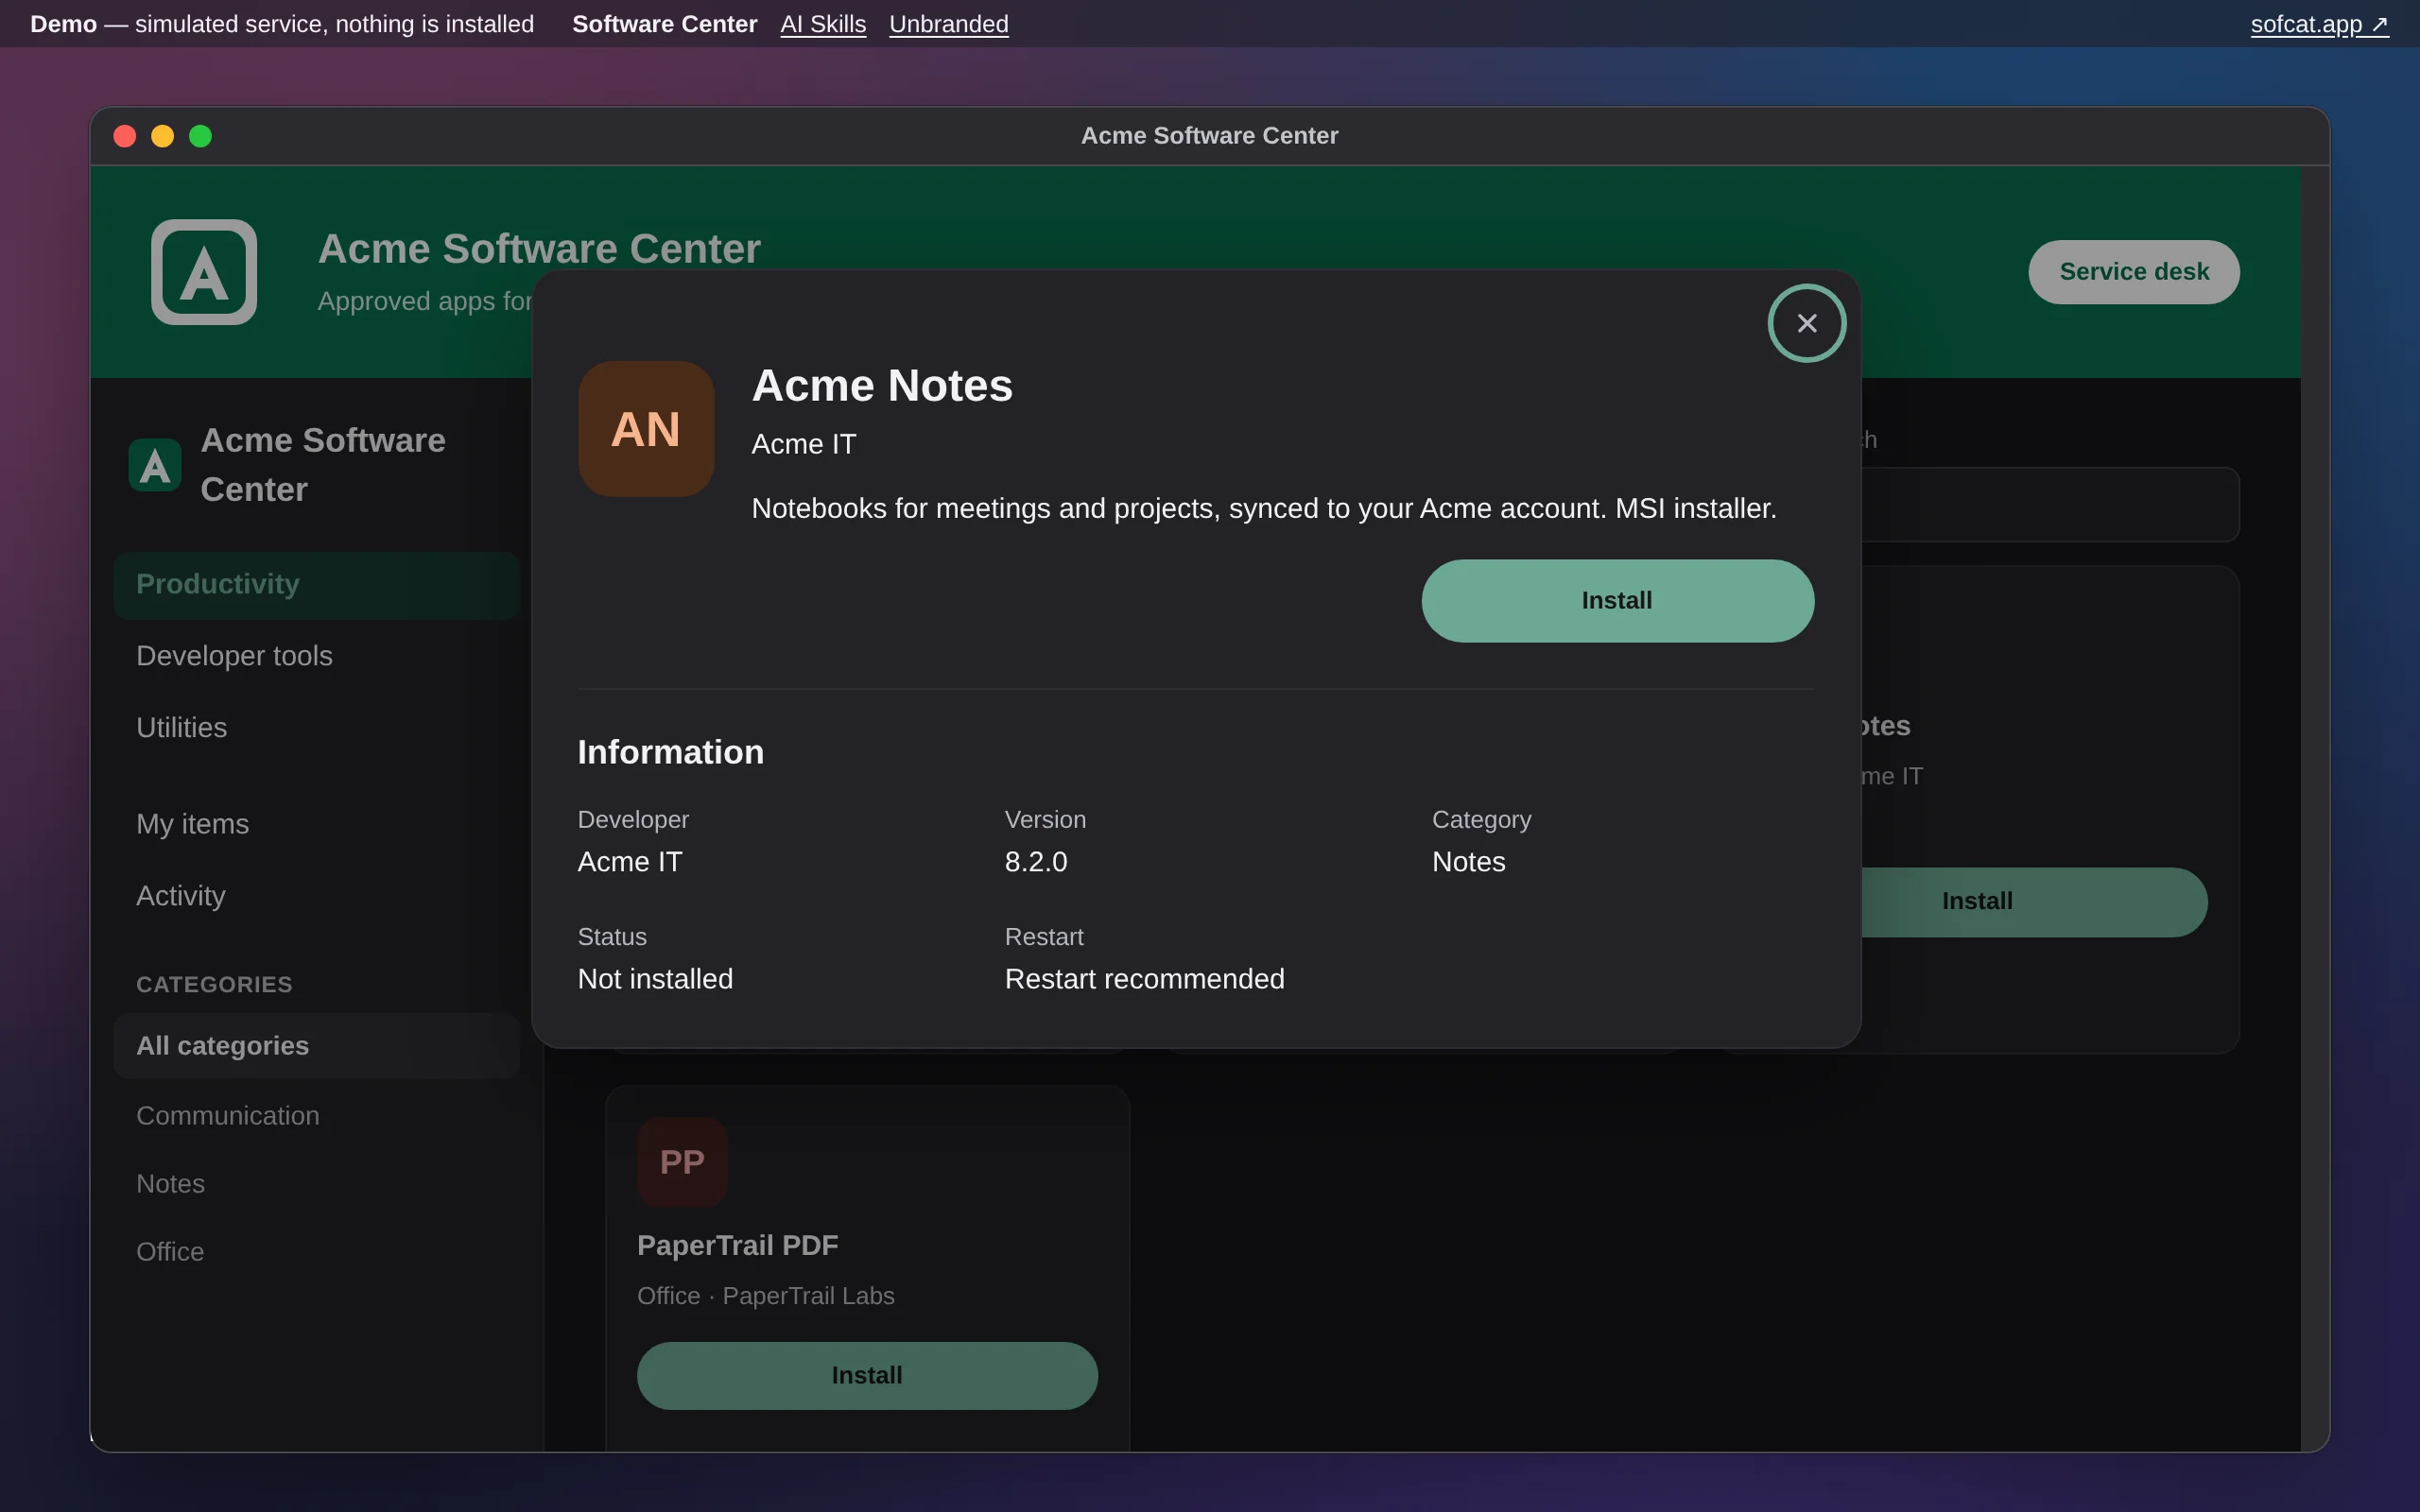 Demo — simulated service, nothing is installed Software Center AI Skills Unbranded sofcat.app ↗
Acme Software Center
Acme Software Center
Approved apps for
Service desk
Acme Software
Center
Productivity
Developer tools
Utilities
My items
Activity
CATEGORIES
All categories
Communication
Notes
Office
AN
Acme Notes
Acme IT
Notebooks for meetings and projects, synced to your Acme account. MSI installer.
Install
Information
Developer Version Category
Acme IT 8.2.0 Notes
Status Restart
Not installed Restart recommended
IT
Install
PP
PaperTrail PDF
Office · PaperTrail Labs
Install